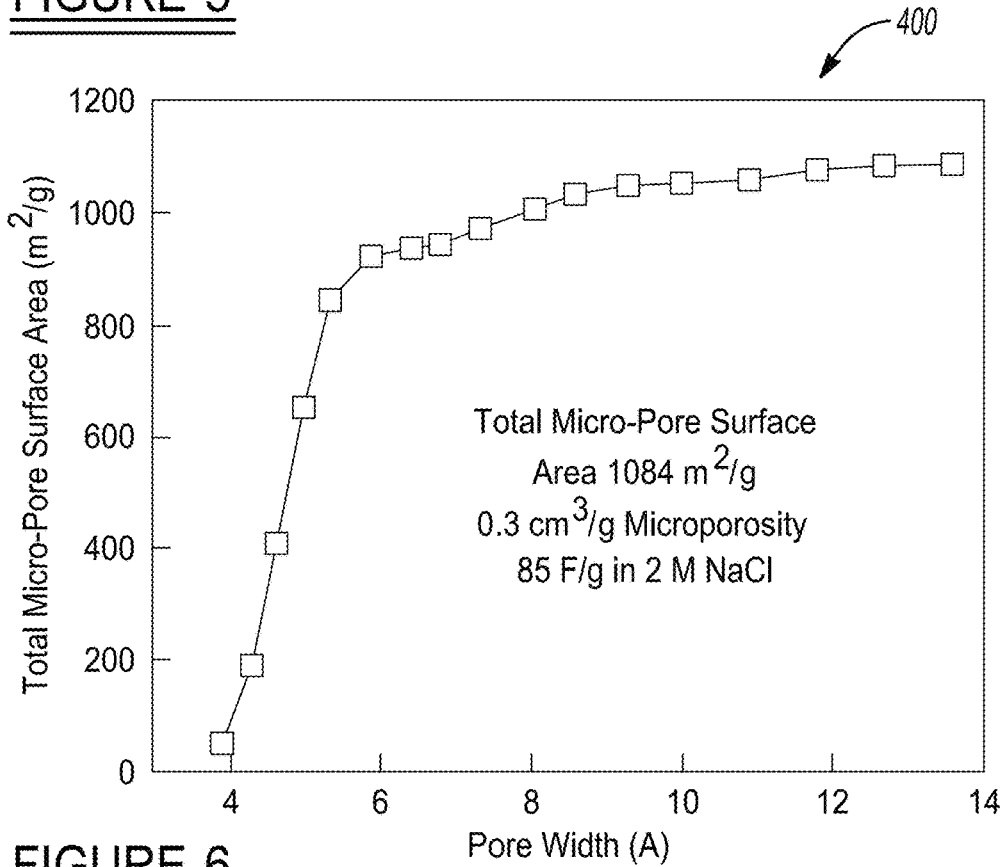 FIGURE 5
400
1200
1000
800
600
400
200
0
Total Micro-Pore Surface Area (m²/g)
Total Micro-Pore Surface
Area 1084 m²/g
0.3 cm³/g Microporosity
85 F/g in 2 M NaCl
4 6 8 10 12 14
Pore Width (A)
FIGURE 6